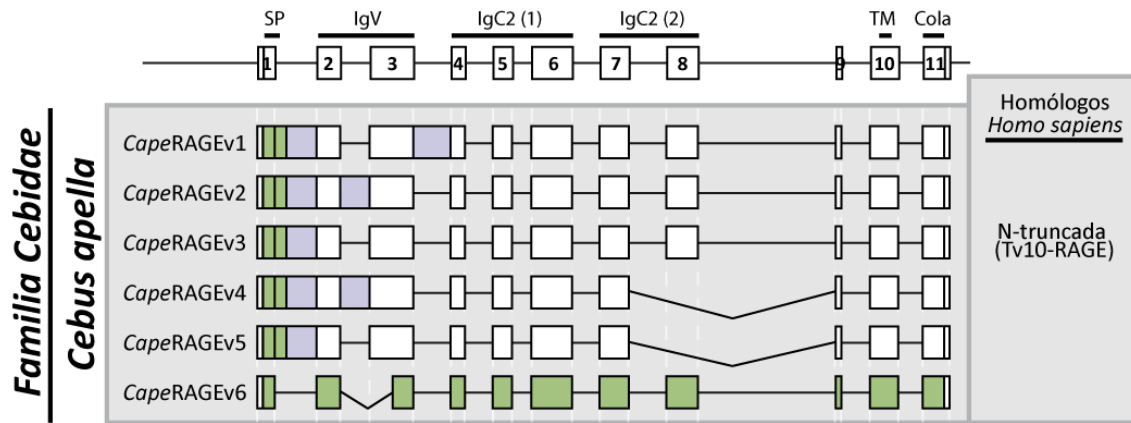 SP IgV IgC2 (1) IgC2 (2) TM Cola
1 2 3 4 5 6 7 8 9 10 11
Homólogos
Homo sapiens
Familia Cebidae
Cebus apella
CapeRAGEv1
CapeRAGEv2
CapeRAGEv3
N-truncada
(Tv10-RAGE)
CapeRAGEv4
CapeRAGEv5
CapeRAGEv6